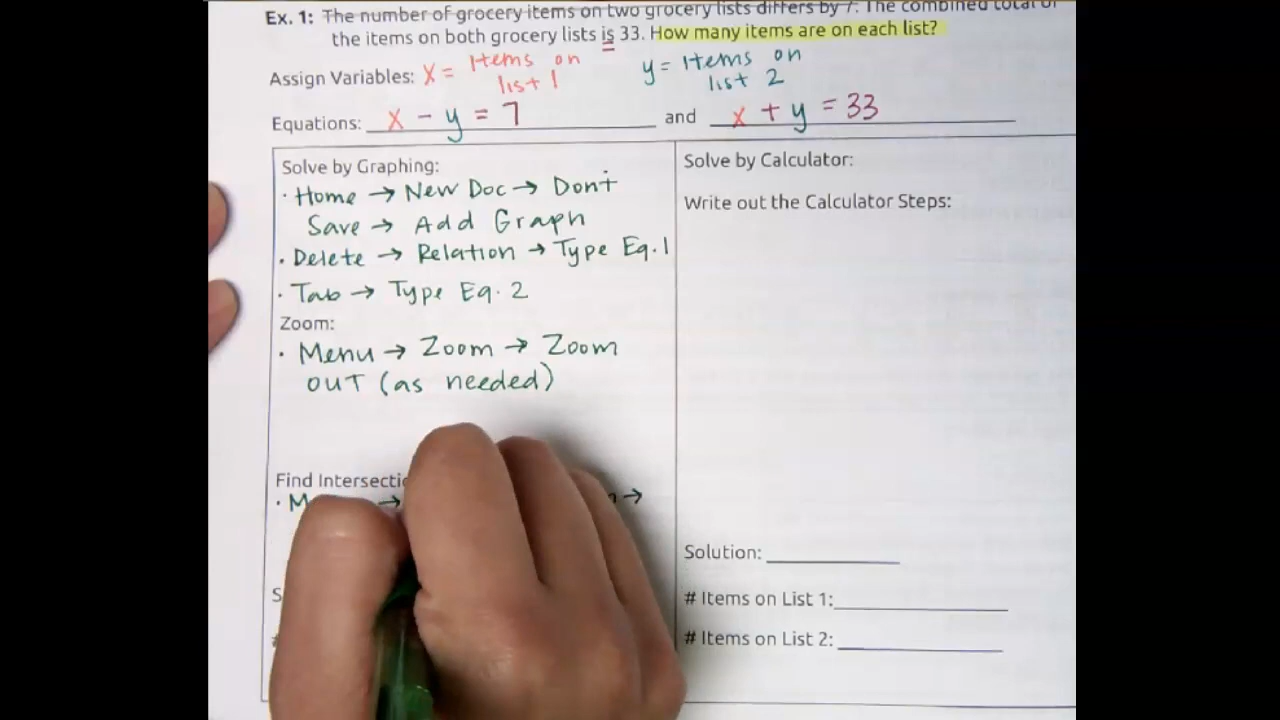 Ex. 1: The number of grocery items on two grocery lists differs by 7. The combined total of
the items on both grocery lists is 33. How many items are on each list?
Assign Variables: x = Items on list 1 y = Items on list 2
Equations: x - y = 7 and x + y = 33
Solve by Graphing:
· Home → New Doc → Don't
Save → Add Graph
· Delete → Relation → Type Eq. 1
· Tab → Type Eq. 2
Zoom:
· Menu → Zoom → Zoom
OUT (as needed)
Find
→ →
Solve by Calculator:
Write out the Calculator Steps:
Solution:
# Items on List 1:
# Items on List 2: